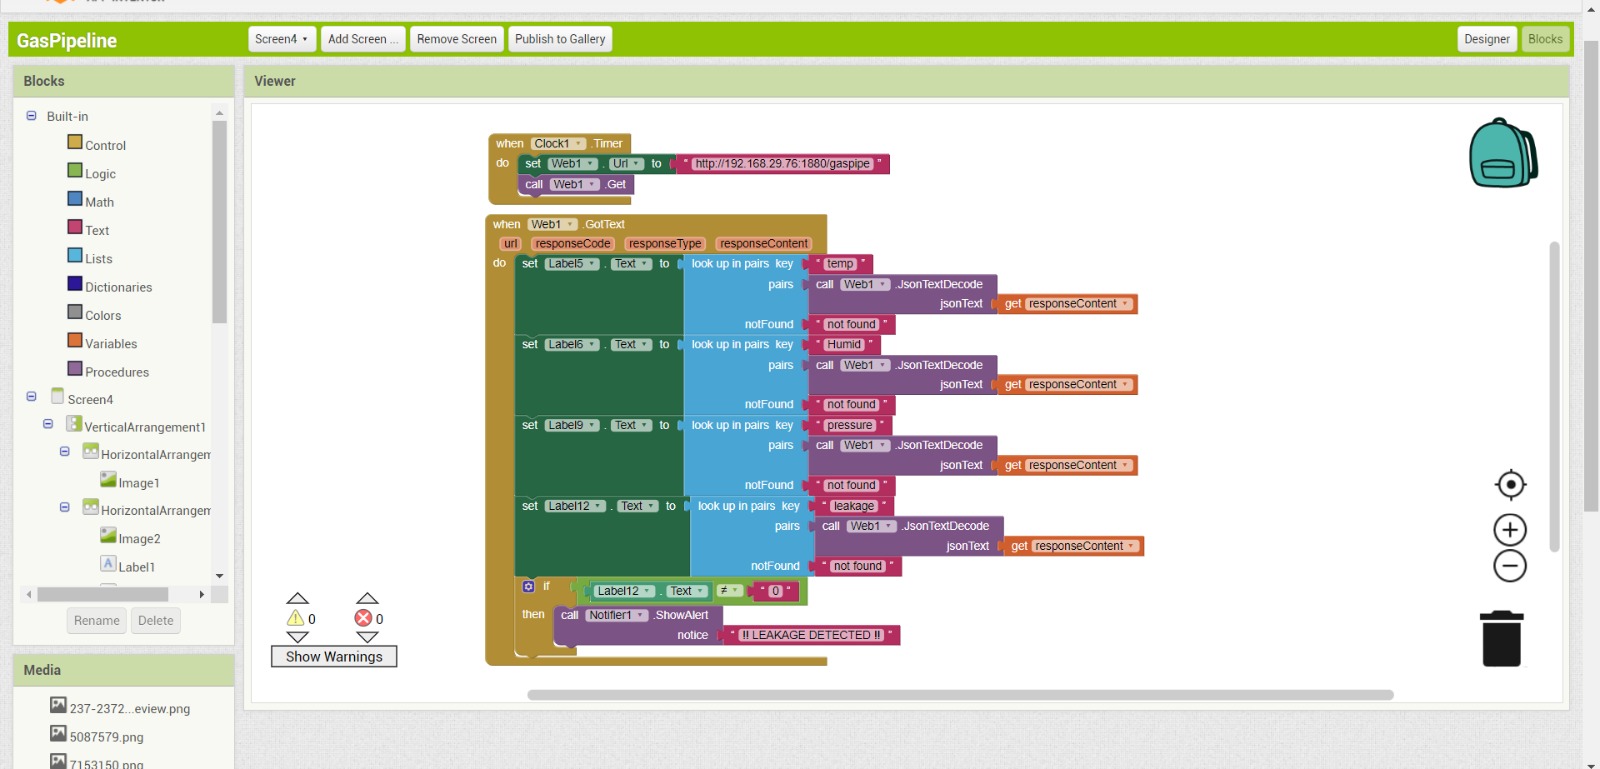 GasPipeline
Screen4 Add Screen ... Remove Screen Publish to Gallery Designer Blocks
Blocks
Built-in
Control
Logic
Math
Text
Lists
Dictionaries
Colors
Variables
Procedures
Screen4
VerticalArrangement1
HorizontalArrangem
Image1
HorizontalArrangem
Image2
A Label1
Rename Delete
Media
237-2372...eview.png
5087579.png
7153150.png
Viewer
when Clock1 .Timer
do set Web1 . Url to " http://192.168.29.76:1880/gaspipe "
call Web1 .Get
when Web1 .GotText
url responseCode responseType responseContent
do set Label5 . Text to look up in pairs key " temp "
pairs call Web1 .JsonTextDecode
jsonText get responseContent
notFound " not found "
set Label6 . Text to look up in pairs key " Humid "
pairs call Web1 .JsonTextDecode
jsonText get responseContent
notFound " not found "
set Label9 . Text to look up in pairs key " pressure "
pairs call Web1 .JsonTextDecode
jsonText get responseContent
notFound " not found "
set Label12 . Text to look up in pairs key " leakage "
pairs call Web1 .JsonTextDecode
jsonText get responseContent
notFound " not found "
if Label12 . Text ≠ " 0 "
then call Notifier1 .ShowAlert
notice " !! LEAKAGE DETECTED !! "
0 0
Show Warnings